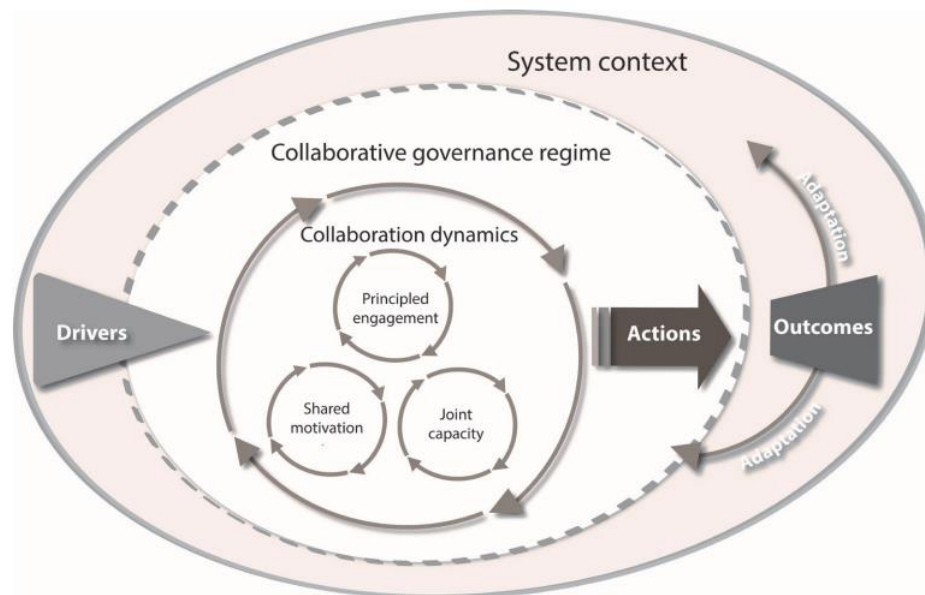 System context
Collaborative governance regime
Collaboration dynamics
Principled
engagement
Shared
motivation
Joint
capacity
Drivers
Actions
Outcomes
Adaptation
Adaptation